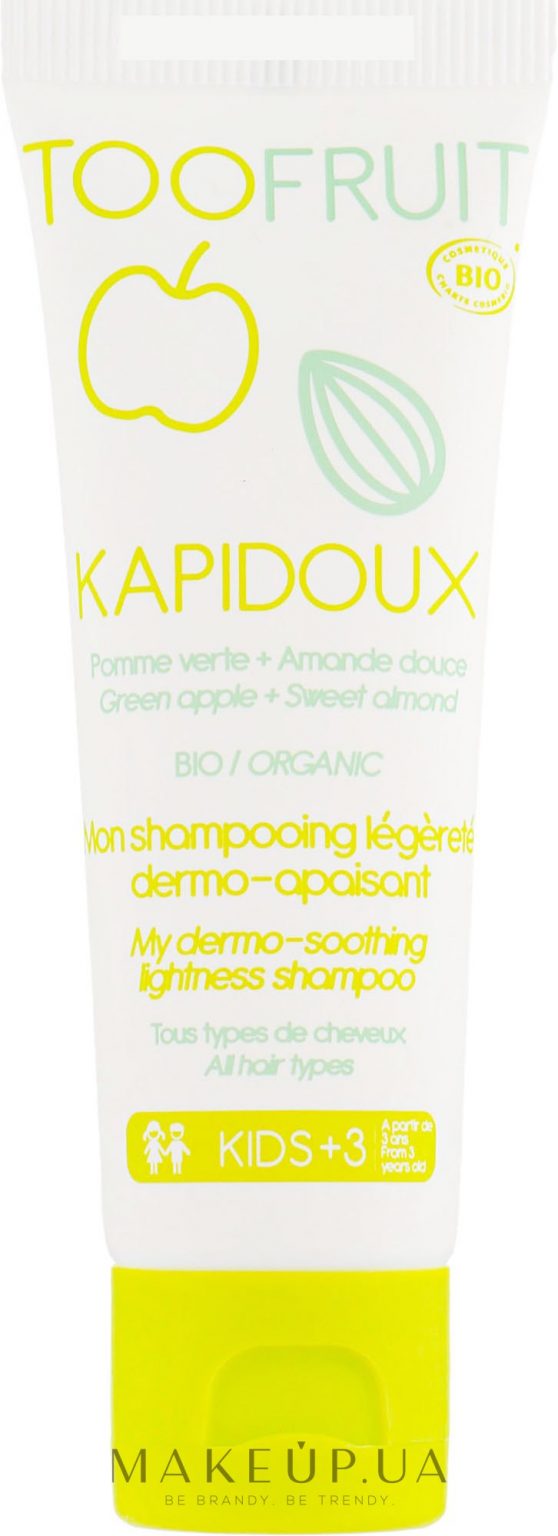 TOOFRUIT
COSMETIQUE
BIO
CHARTE COSMEBIO
KAPIDOUX
Pomme verte + Amande douce
Green apple + Sweet almond
BIO / ORGANIC
Mon shampooing légèreté
dermo-apaisant
My dermo-soothing
lightness shampoo
Tous types de cheveux
All hair types
KIDS+3
A partir de
3 ans
From 3
years old
MAKEUP.UA
BE BRANDY. BE TRENDY.